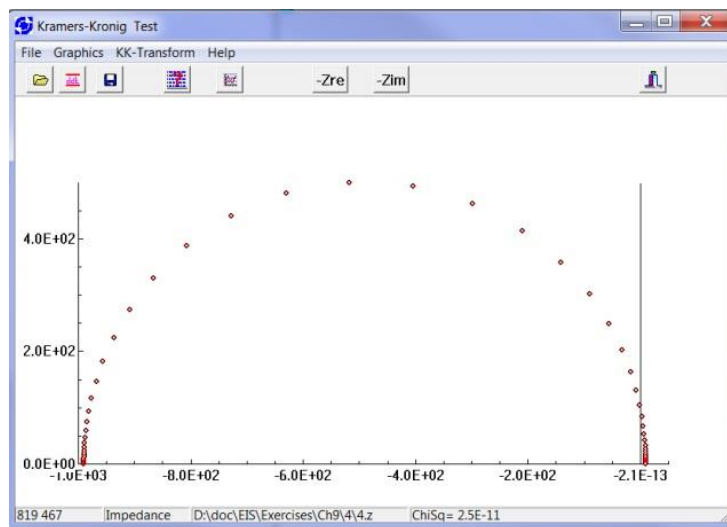 Kramers-Kronig Test
File Graphics KK-Transform Help
-Zre -Zim
4.0E+02
2.0E+02
0.0E+00
-1.0E+03 -8.0E+02 -6.0E+02 -4.0E+02 -2.0E+02 -2.1E-13
819 467 Impedance D:\doc\EIS\Exercises\Ch9\4\4.z ChiSq= 2.5E-11